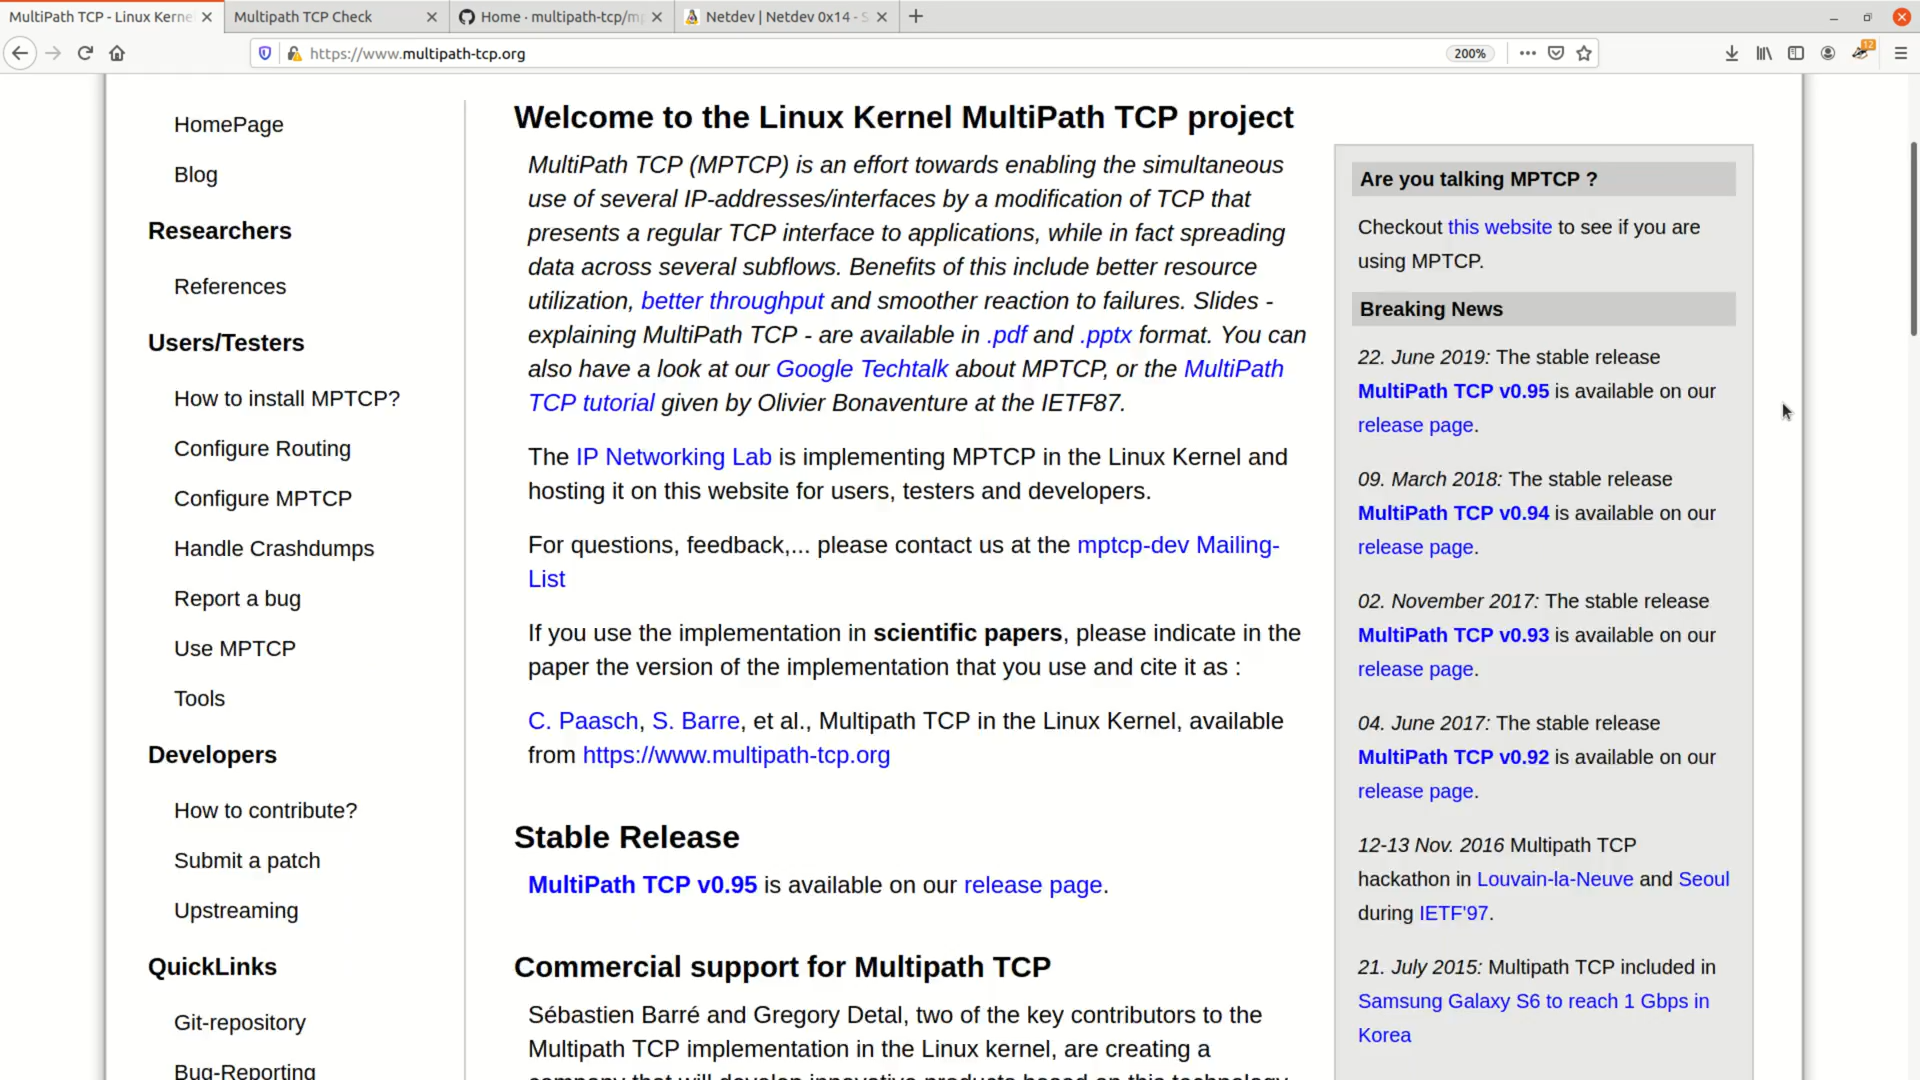 MultiPath TCP - Linux Kerne
Multipath TCP Check
Home · multipath-tcp/m
Netdev | Netdev 0x14 -
https://www.multipath-tcp.org
200%
12
HomePage
Blog
Researchers
References
Users/Testers
How to install MPTCP?
Configure Routing
Configure MPTCP
Handle Crashdumps
Report a bug
Use MPTCP
Tools
Developers
How to contribute?
Submit a patch
Upstreaming
QuickLinks
Git-repository
Bug-Reporting
Welcome to the Linux Kernel MultiPath TCP project
MultiPath TCP (MPTCP) is an effort towards enabling the simultaneous
use of several IP-addresses/interfaces by a modification of TCP that
presents a regular TCP interface to applications, while in fact spreading
data across several subflows. Benefits of this include better resource
utilization, better throughput and smoother reaction to failures. Slides -
explaining MultiPath TCP - are available in .pdf and .pptx format. You can
also have a look at our Google Techtalk about MPTCP, or the MultiPath
TCP tutorial given by Olivier Bonaventure at the IETF87.
The IP Networking Lab is implementing MPTCP in the Linux Kernel and
hosting it on this website for users, testers and developers.
For questions, feedback,... please contact us at the mptcp-dev Mailing-
List
If you use the implementation in scientific papers, please indicate in the
paper the version of the implementation that you use and cite it as :
C. Paasch, S. Barre, et al., Multipath TCP in the Linux Kernel, available
from https://www.multipath-tcp.org
Stable Release
MultiPath TCP v0.95 is available on our release page.
Commercial support for Multipath TCP
Sébastien Barré and Gregory Detal, two of the key contributors to the
Multipath TCP implementation in the Linux kernel, are creating a
company that will develop innovative products based on this technology
Are you talking MPTCP ?
Checkout this website to see if you are
using MPTCP.
Breaking News
22. June 2019: The stable release
MultiPath TCP v0.95 is available on our
release page.
09. March 2018: The stable release
MultiPath TCP v0.94 is available on our
release page.
02. November 2017: The stable release
MultiPath TCP v0.93 is available on our
release page.
04. June 2017: The stable release
MultiPath TCP v0.92 is available on our
release page.
12-13 Nov. 2016 Multipath TCP
hackathon in Louvain-la-Neuve and Seoul
during IETF'97.
21. July 2015: Multipath TCP included in
Samsung Galaxy S6 to reach 1 Gbps in
Korea